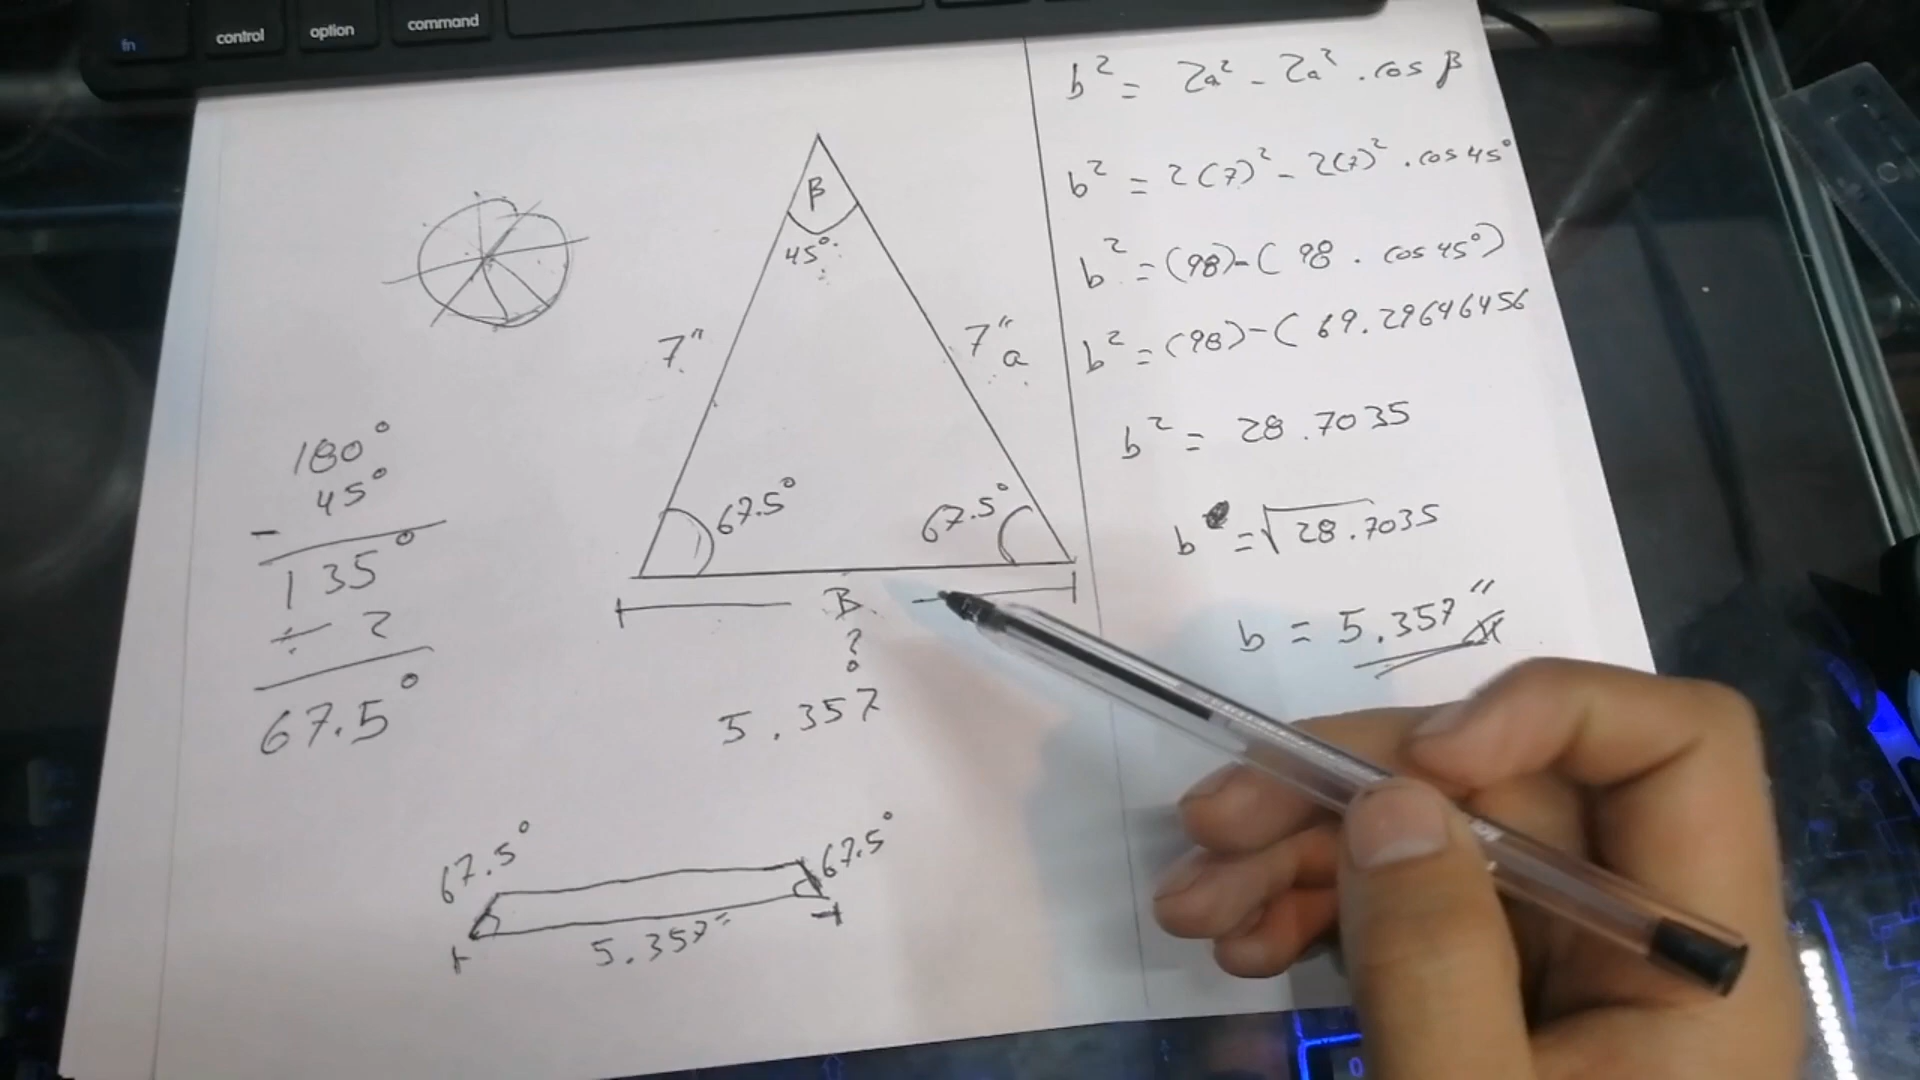 fn control option command
b² = 2a² - 2a² . cos β
b² = 2(7)² - 2(7)² . cos 45°
b² = (98)-( 98 . cos 45°)
b² = (98)-( 69.29646456
b² = 28.7035
b = √28.7035
b = 5.357"
β
45°
7"
7"
a
67.5°
67.5°
B
?
5.357
180°
- 45°
135°
÷ 2
67.5°
67.5°
67.5°
5.357"